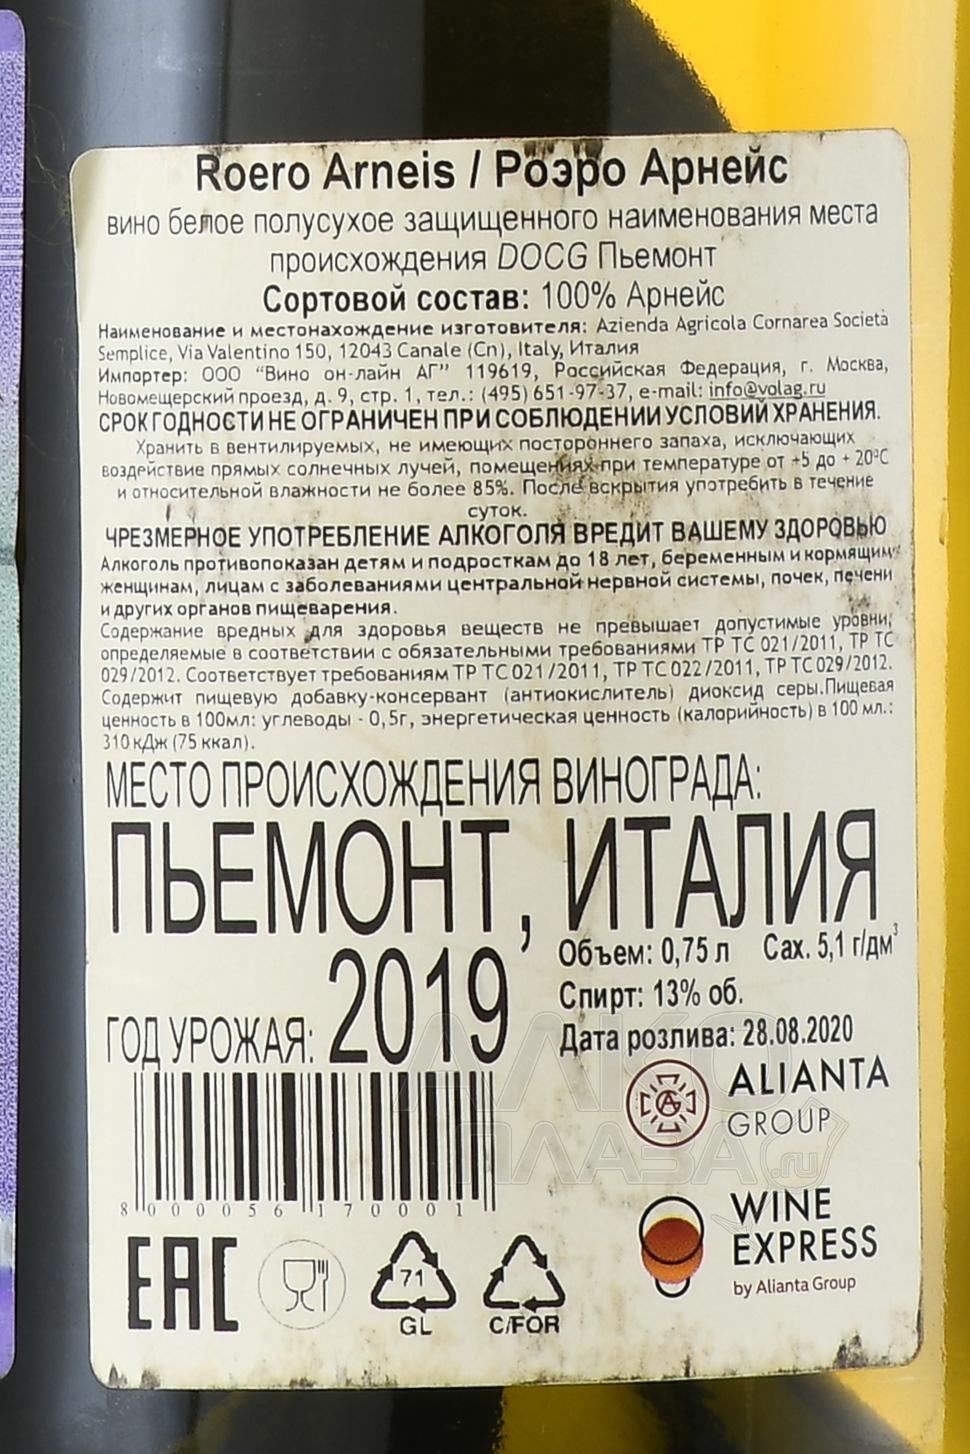 Roero Arneis / Роэро Арнейс
вино белое полусухое защищенного наименования места
происхождения DOCG Пьемонт
Сортовой состав: 100% Арнейс
Наименование и местонахождение изготовителя: Azienda Agricola Cornarea Società
Semplice, Via Valentino 150, 12043 Canale (Cn), Italy, Италия
Импортер: ООО "Вино он-лайн АГ" 119619, Российская Федерация, г. Москва,
Новомещерский проезд, д. 9, стр. 1, тел.: (495) 651-97-37, e-mail: info@volag.ru
СРОК ГОДНОСТИ НЕ ОГРАНИЧЕН ПРИ СОБЛЮДЕНИИ УСЛОВИЙ ХРАНЕНИЯ.
Хранить в вентилируемых, не имеющих постороннего запаха, исключающих
воздействие прямых солнечных лучей, помещениях при температуре от +5 до + 20°С
и относительной влажности не более 85%. После вскрытия употребить в течение
суток.
ЧРЕЗМЕРНОЕ УПОТРЕБЛЕНИЕ АЛКОГОЛЯ ВРЕДИТ ВАШЕМУ ЗДОРОВЬЮ
Алкоголь противопоказан детям и подросткам до 18 лет, беременным и кормящим
женщинам, лицам с заболеваниями центральной нервной системы, почек, печени
и других органов пищеварения.
Содержание вредных для здоровья веществ не превышает допустимые уровни,
определяемые в соответствии с обязательными требованиями ТР ТС 021/2011, ТР ТС
029/2012. Соответствует требованиям ТР ТС 021/2011, ТР ТС 022/2011, ТР ТС 029/2012.
Содержит пищевую добавку-консервант (антиокислитель) диоксид серы.Пищевая
ценность в 100мл: углеводы - 0,5г, энергетическая ценность (калорийность) в 100 мл.:
310 кДж (75 ккал).
МЕСТО ПРОИСХОЖДЕНИЯ ВИНОГРАДА:
ПЬЕМОНТ, ИТАЛИЯ
Объем: 0,75 л Сах. 5,1 г/дм³
Спирт: 13% об.
Дата розлива: 28.08.2020
ГОД УРОЖАЯ: 2019
ALIANTA
GROUP
8 000056 170001
WINE
EXPRESS
by Alianta Group
EAC
71
GL
C/FOR
АЛКО
ПЛАЗА
.ru